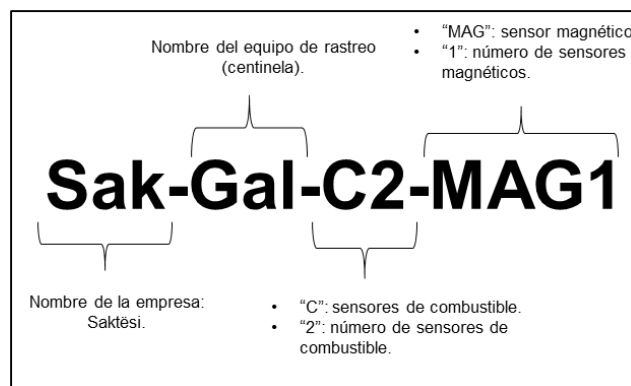 Nombre del equipo de rastreo
(centinela).
• “MAG”: sensor magnético
• “1”: número de sensores
magnéticos.
Sak-Gal-C2-MAG1
Nombre de la empresa:
Saktësi.
• “C”: sensores de combustible.
• “2”: número de sensores de
combustible.